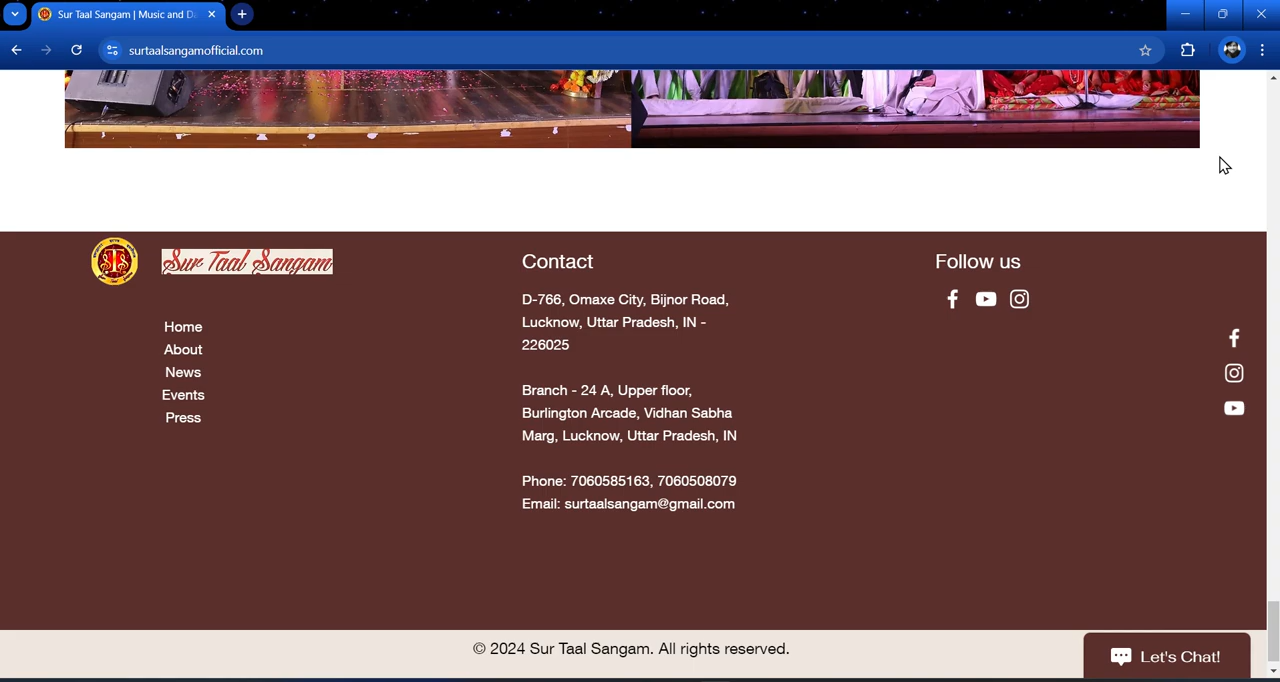 Sur Taal Sangam | Music and D
surtaalsangamofficial.com
Sur Taal Sangam
Home
About
News
Events
Press
Contact
D-766, Omaxe City, Bijnor Road,
Lucknow, Uttar Pradesh, IN -
226025
Branch - 24 A, Upper floor,
Burlington Arcade, Vidhan Sabha
Marg, Lucknow, Uttar Pradesh, IN
Phone: 7060585163, 7060508079
Email: surtaalsangam@gmail.com
Follow us
© 2024 Sur Taal Sangam. All rights reserved.
Let's Chat!